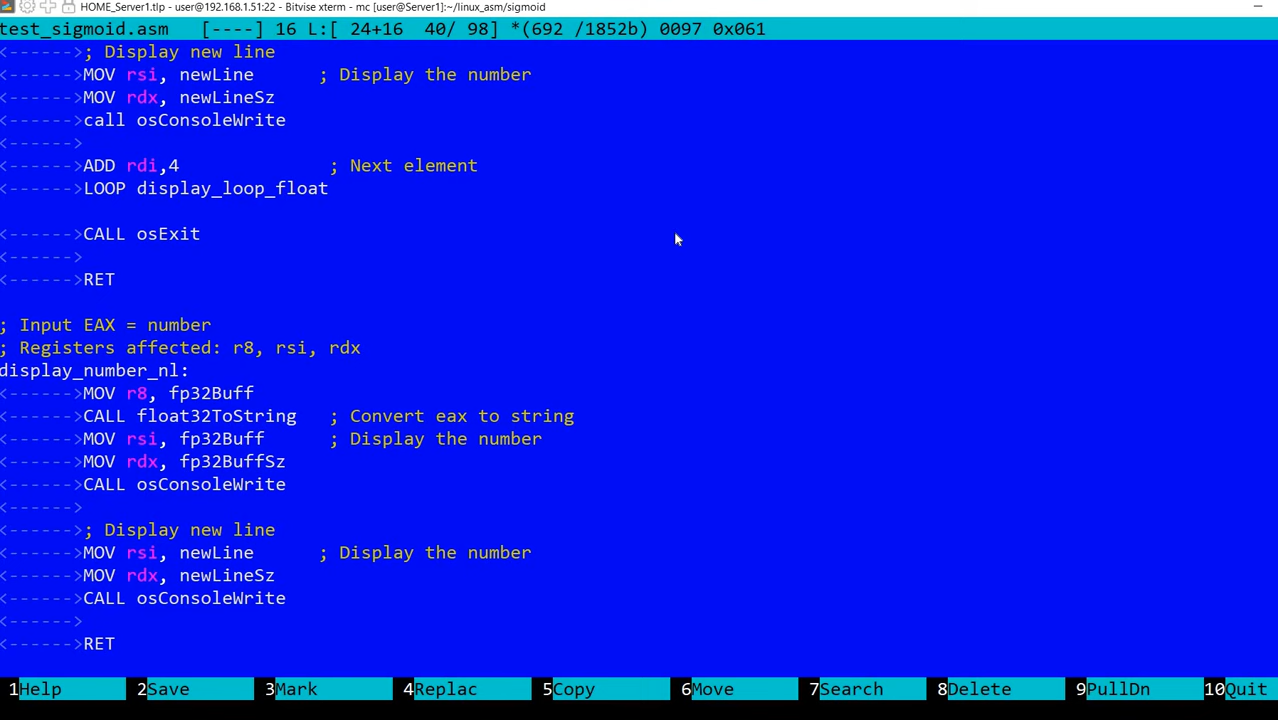 HOME_Server1.tlp - user@192.168.1.51:22 - Bitvise xterm - mc [user@Server1]:~/linux_asm/sigmoid
test_sigmoid.asm   [----] 16 L:[ 24+16  40/ 98] *(692 /1852b) 0097 0x061
<------>; Display new line
<------>MOV rsi, newLine      ; Display the number
<------>MOV rdx, newLineSz
<------>call osConsoleWrite
<------>
<------>ADD rdi,4              ; Next element
<------>LOOP display_loop_float
<------>CALL osExit
<------>
<------>RET
; Input EAX = number
; Registers affected: r8, rsi, rdx
display_number_nl:
<------>MOV r8, fp32Buff
<------>CALL float32ToString   ; Convert eax to string
<------>MOV rsi, fp32Buff      ; Display the number
<------>MOV rdx, fp32BuffSz
<------>CALL osConsoleWrite
<------>
<------>; Display new line
<------>MOV rsi, newLine      ; Display the number
<------>MOV rdx, newLineSz
<------>CALL osConsoleWrite
<------>
<------>RET
1Help 2Save 3Mark 4Replac 5Copy 6Move 7Search 8Delete 9PullDn 10Quit